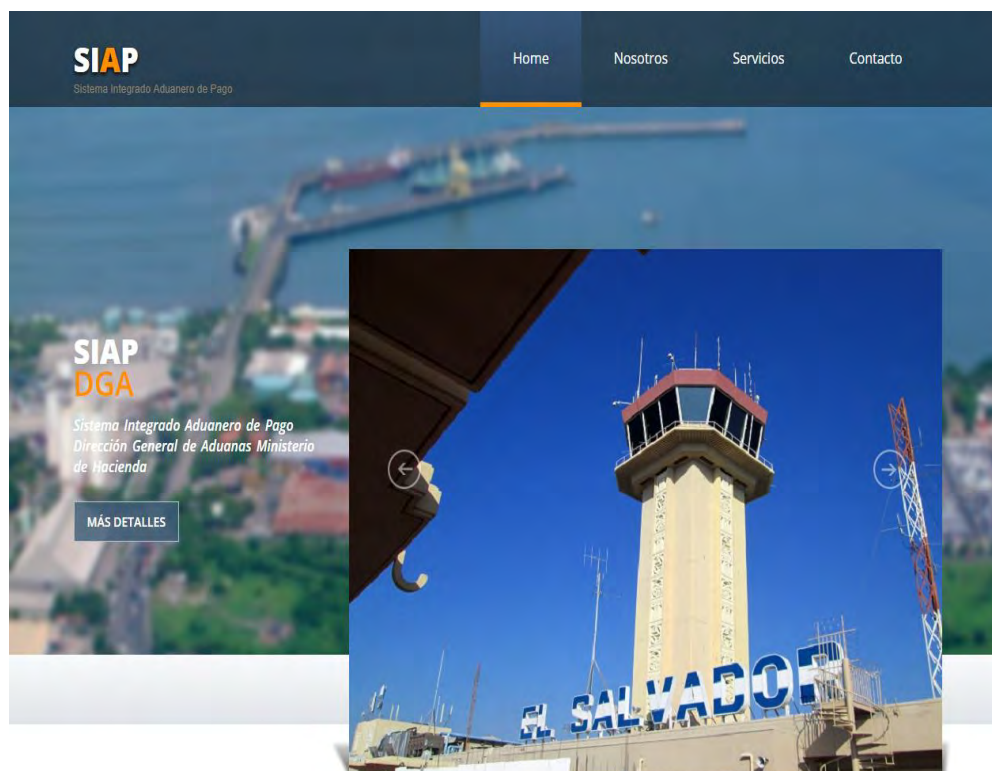 SIAP
Sistema Integrado Aduanero de Pago
Home
Nosotros
Servicios
Contacto
SIAP
DGA
Sistema Integrado Aduanero de Pago
Dirección General de Aduanas Ministerio
de Hacienda
MÁS DETALLES
EL SALVADOR